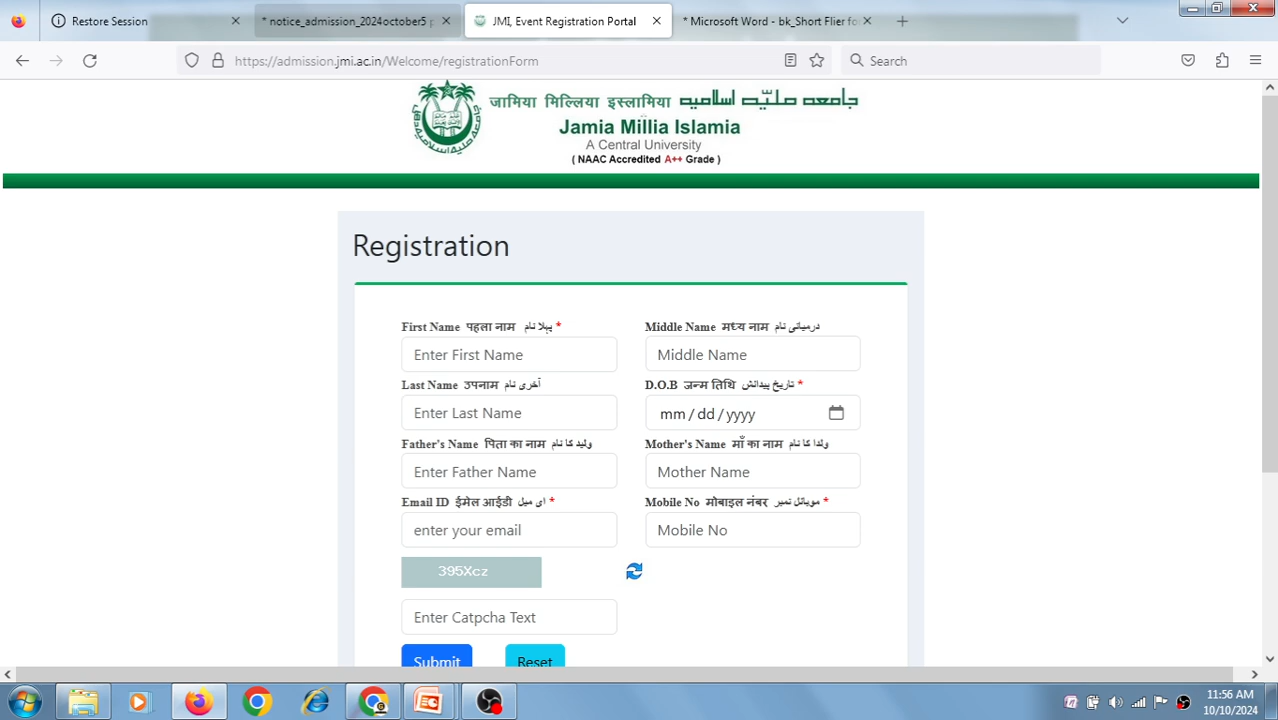 Restore Session
* notice_admission_2024october5 p
JMI, Event Registration Portal
* Microsoft Word - bk_Short Flier for
https://admission.jmi.ac.in/Welcome/registrationForm
Search
जामिया मिल्लिया इस्लामिया جامعہ ملیّہ اسلامیہ
Jamia Millia Islamia
A Central University
( NAAC Accredited A++ Grade )
Registration
First Name पहला नाम پہلا نام *
Middle Name मध्य नाम درمیانی نام
Enter First Name
Middle Name
Last Name उपनाम آخری نام
D.O.B जन्म तिथि تاریخ پیدائش *
Enter Last Name
mm/dd/yyyy
Father's Name पिता का नाम ولید کا نام
Mother's Name माँ का नाम ولدا کا نام
Enter Father Name
Mother Name
Email ID ईमेल आईडी ای میل *
Mobile No मोबाइल नंबर موبائل نمبر *
enter your email
Mobile No
395Xcz
Enter Catpcha Text
Submit
Reset
11:56 AM
10/10/2024